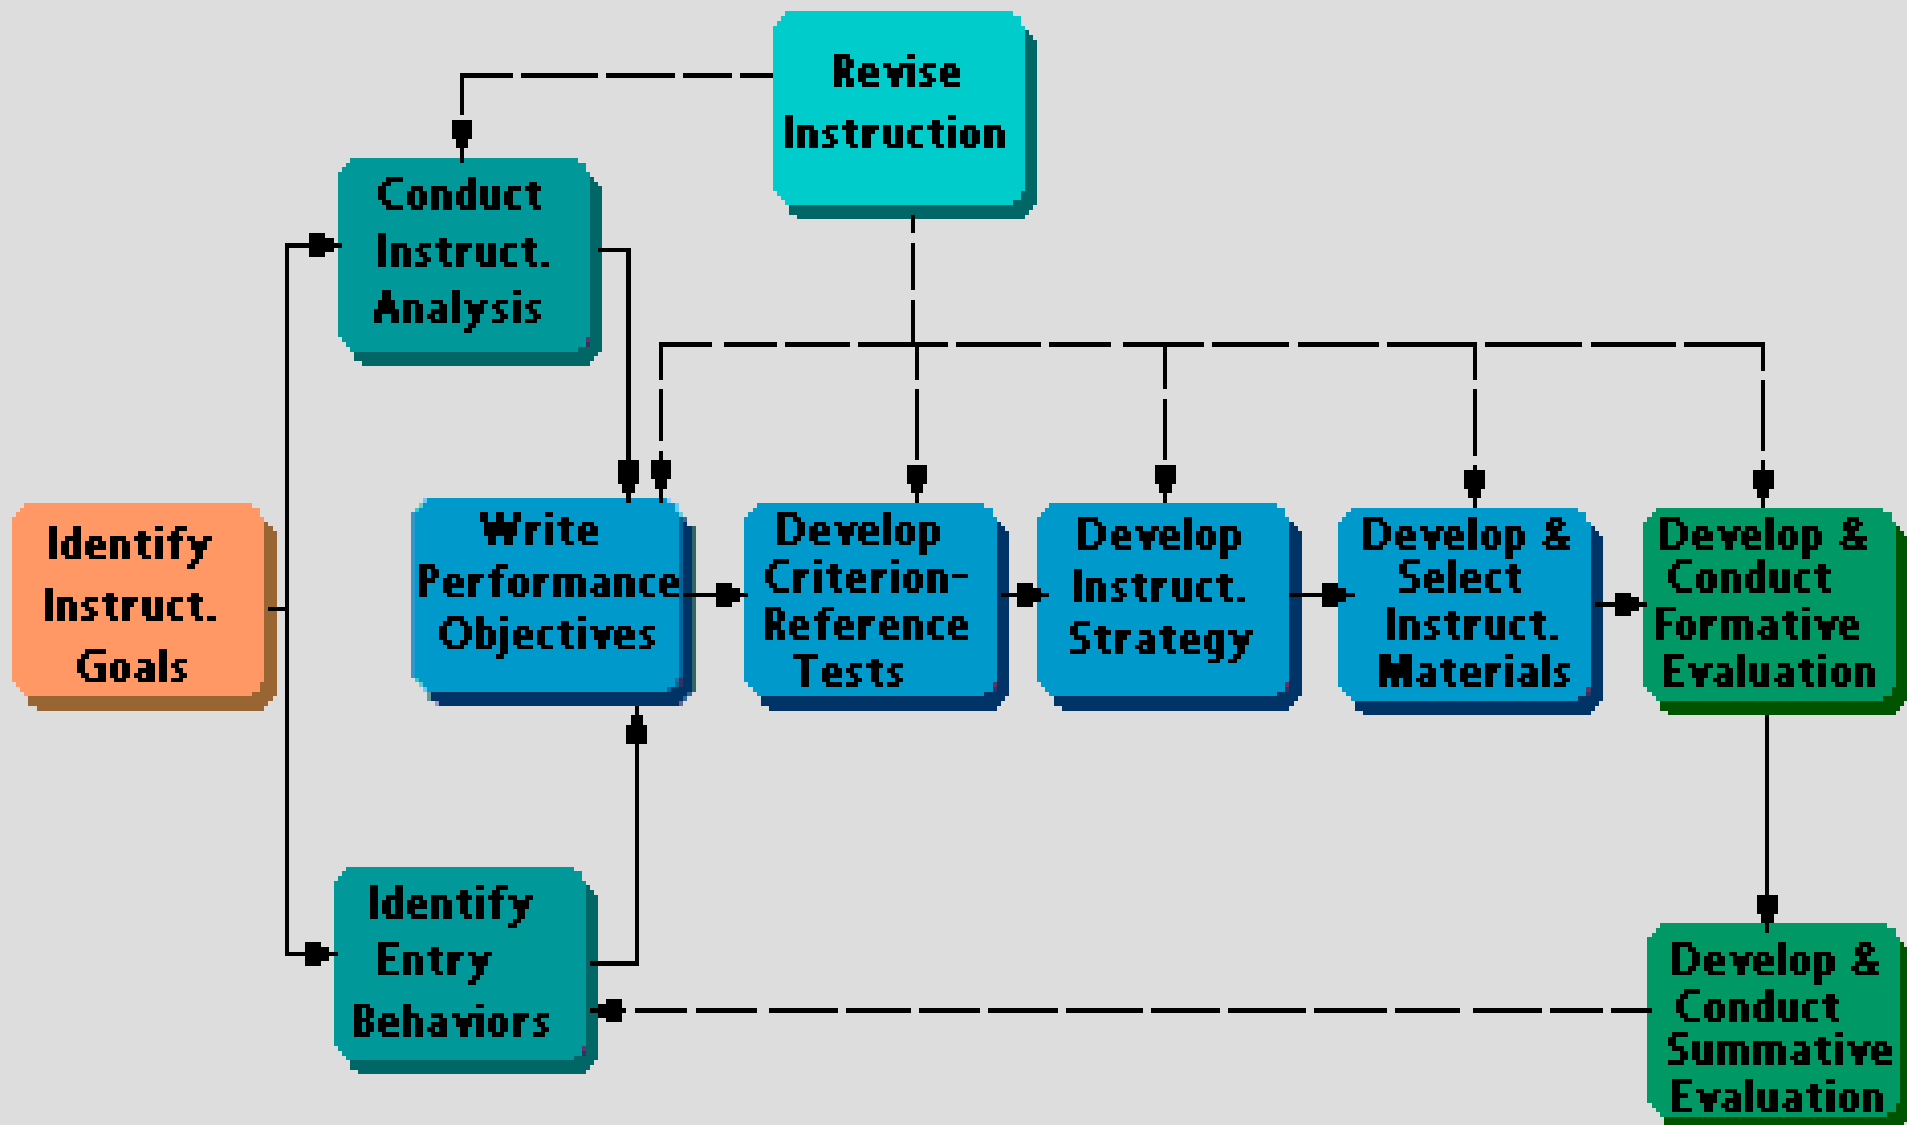 Revise
Instruction
Conduct
Instruct.
Analysis
Identify
Instruct.
Goals
Write
Performance
Objectives
Develop
Criterion-
Reference
Tests
Develop
Instruct.
Strategy
Develop &
Select
Instruct.
Materials
Develop &
Conduct
Formative
Evaluation
Identify
Entry
Behaviors
Develop &
Conduct
Summative
Evaluation